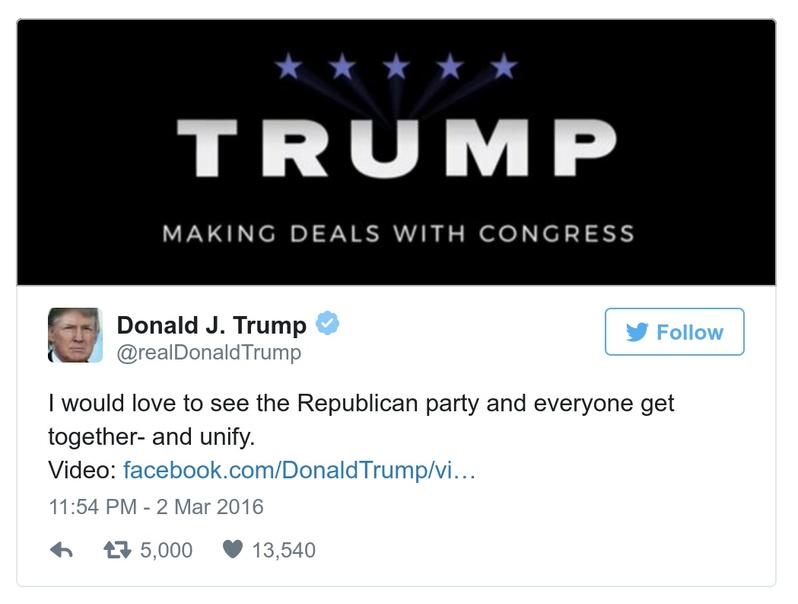 TRUMP
MAKING DEALS WITH CONGRESS
Donald J. Trump
@realDonaldTrump
Follow
I would love to see the Republican party and everyone get
together- and unify.
Video: facebook.com/DonaldTrump/vi…
11:54 PM - 2 Mar 2016
5,000 13,540